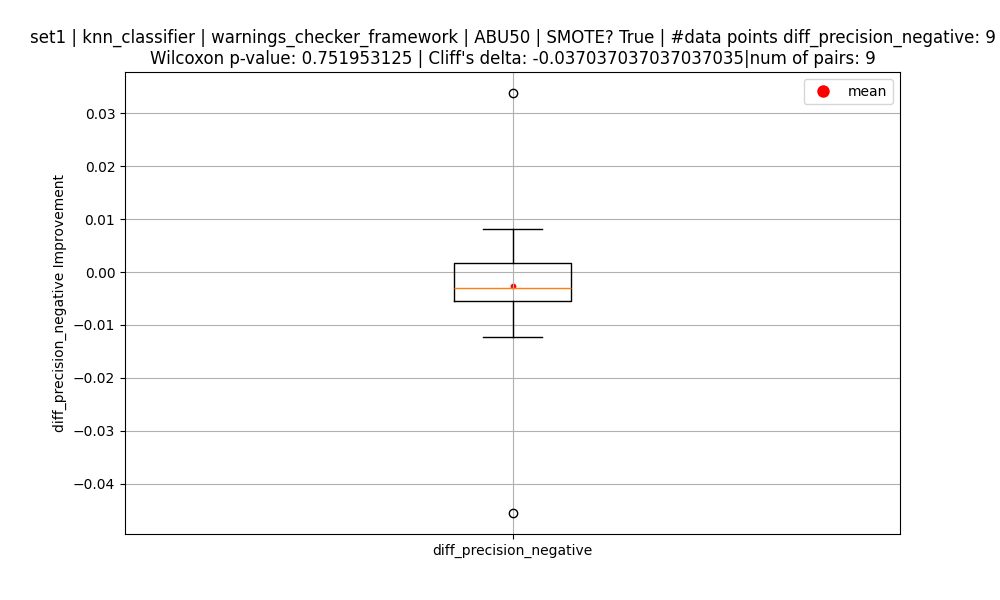 set1 | knn_classifier | warnings_checker_framework | ABU50 | SMOTE? True | #data points diff_precision_negative: 9
Wilcoxon p-value: 0.751953125 | Cliff's delta: -0.037037037037037035|num of pairs: 9
mean
0.03
0.02
0.01
0.00
−0.01
−0.02
−0.03
−0.04
diff_precision_negative Improvement
diff_precision_negative